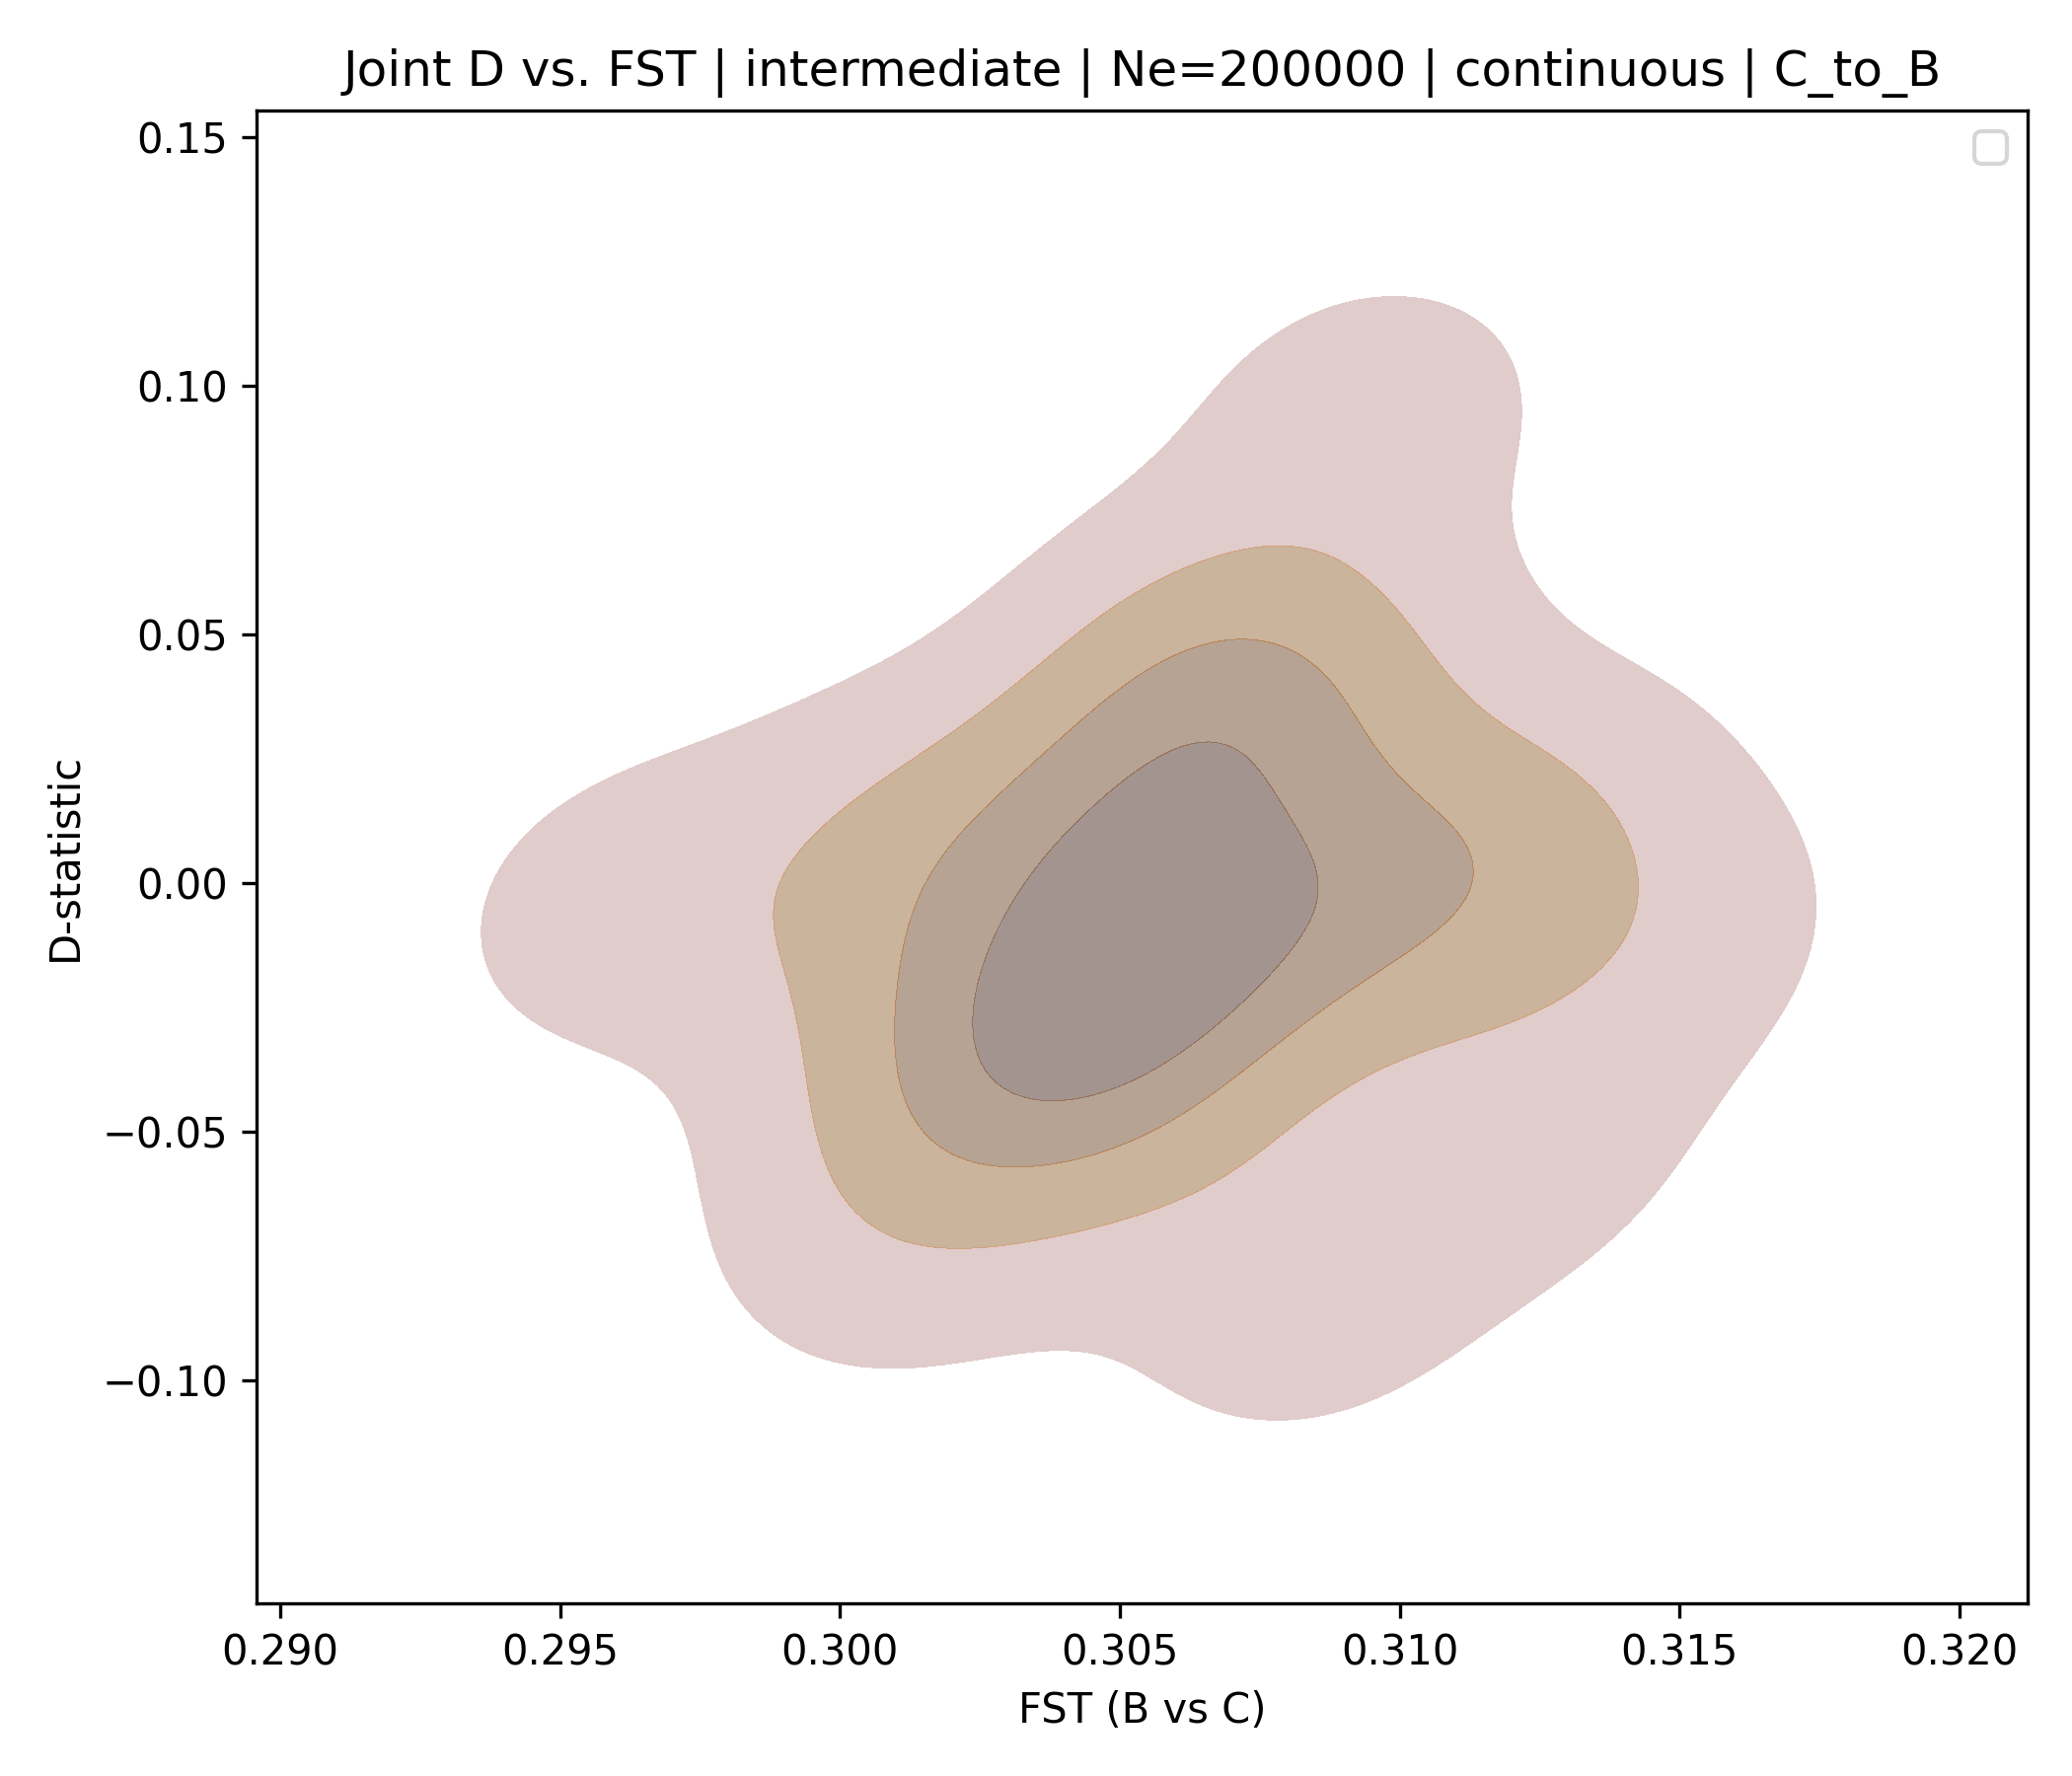 Joint D vs. FST | intermediate | Ne=200000 | continuous | C_to_B
0.15
0.10
0.05
0.00
−0.05
−0.10
D-statistic
0.290 0.295 0.300 0.305 0.310 0.315 0.320
FST (B vs C)